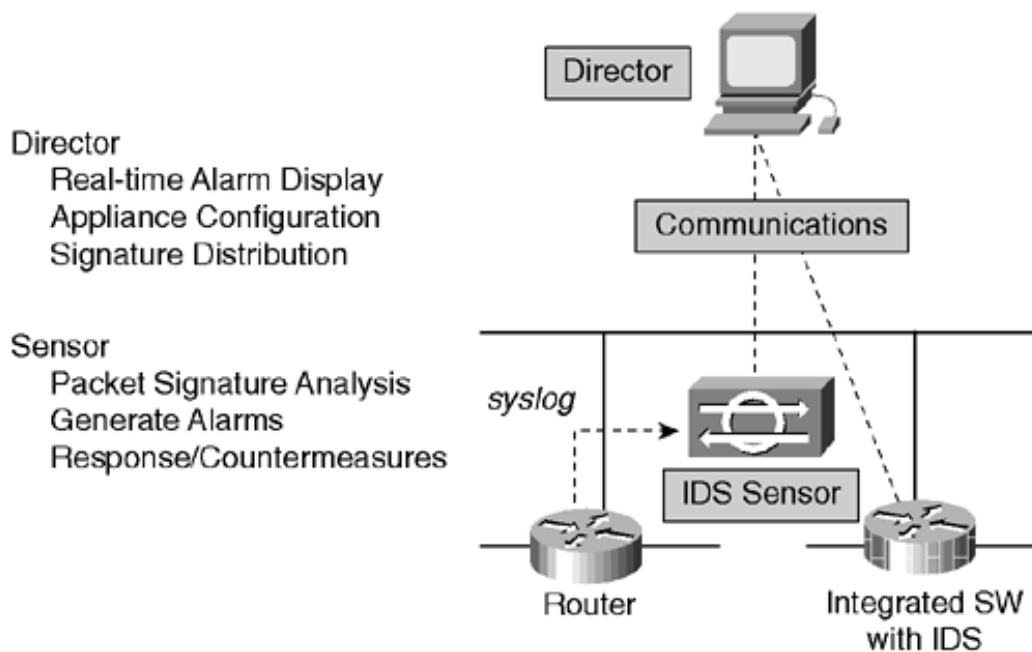 Director
Real-time Alarm Display
Appliance Configuration
Signature Distribution
Sensor
Packet Signature Analysis
Generate Alarms
Response/Countermeasures
Director
Communications
syslog
IDS Sensor
Router
Integrated SW
with IDS